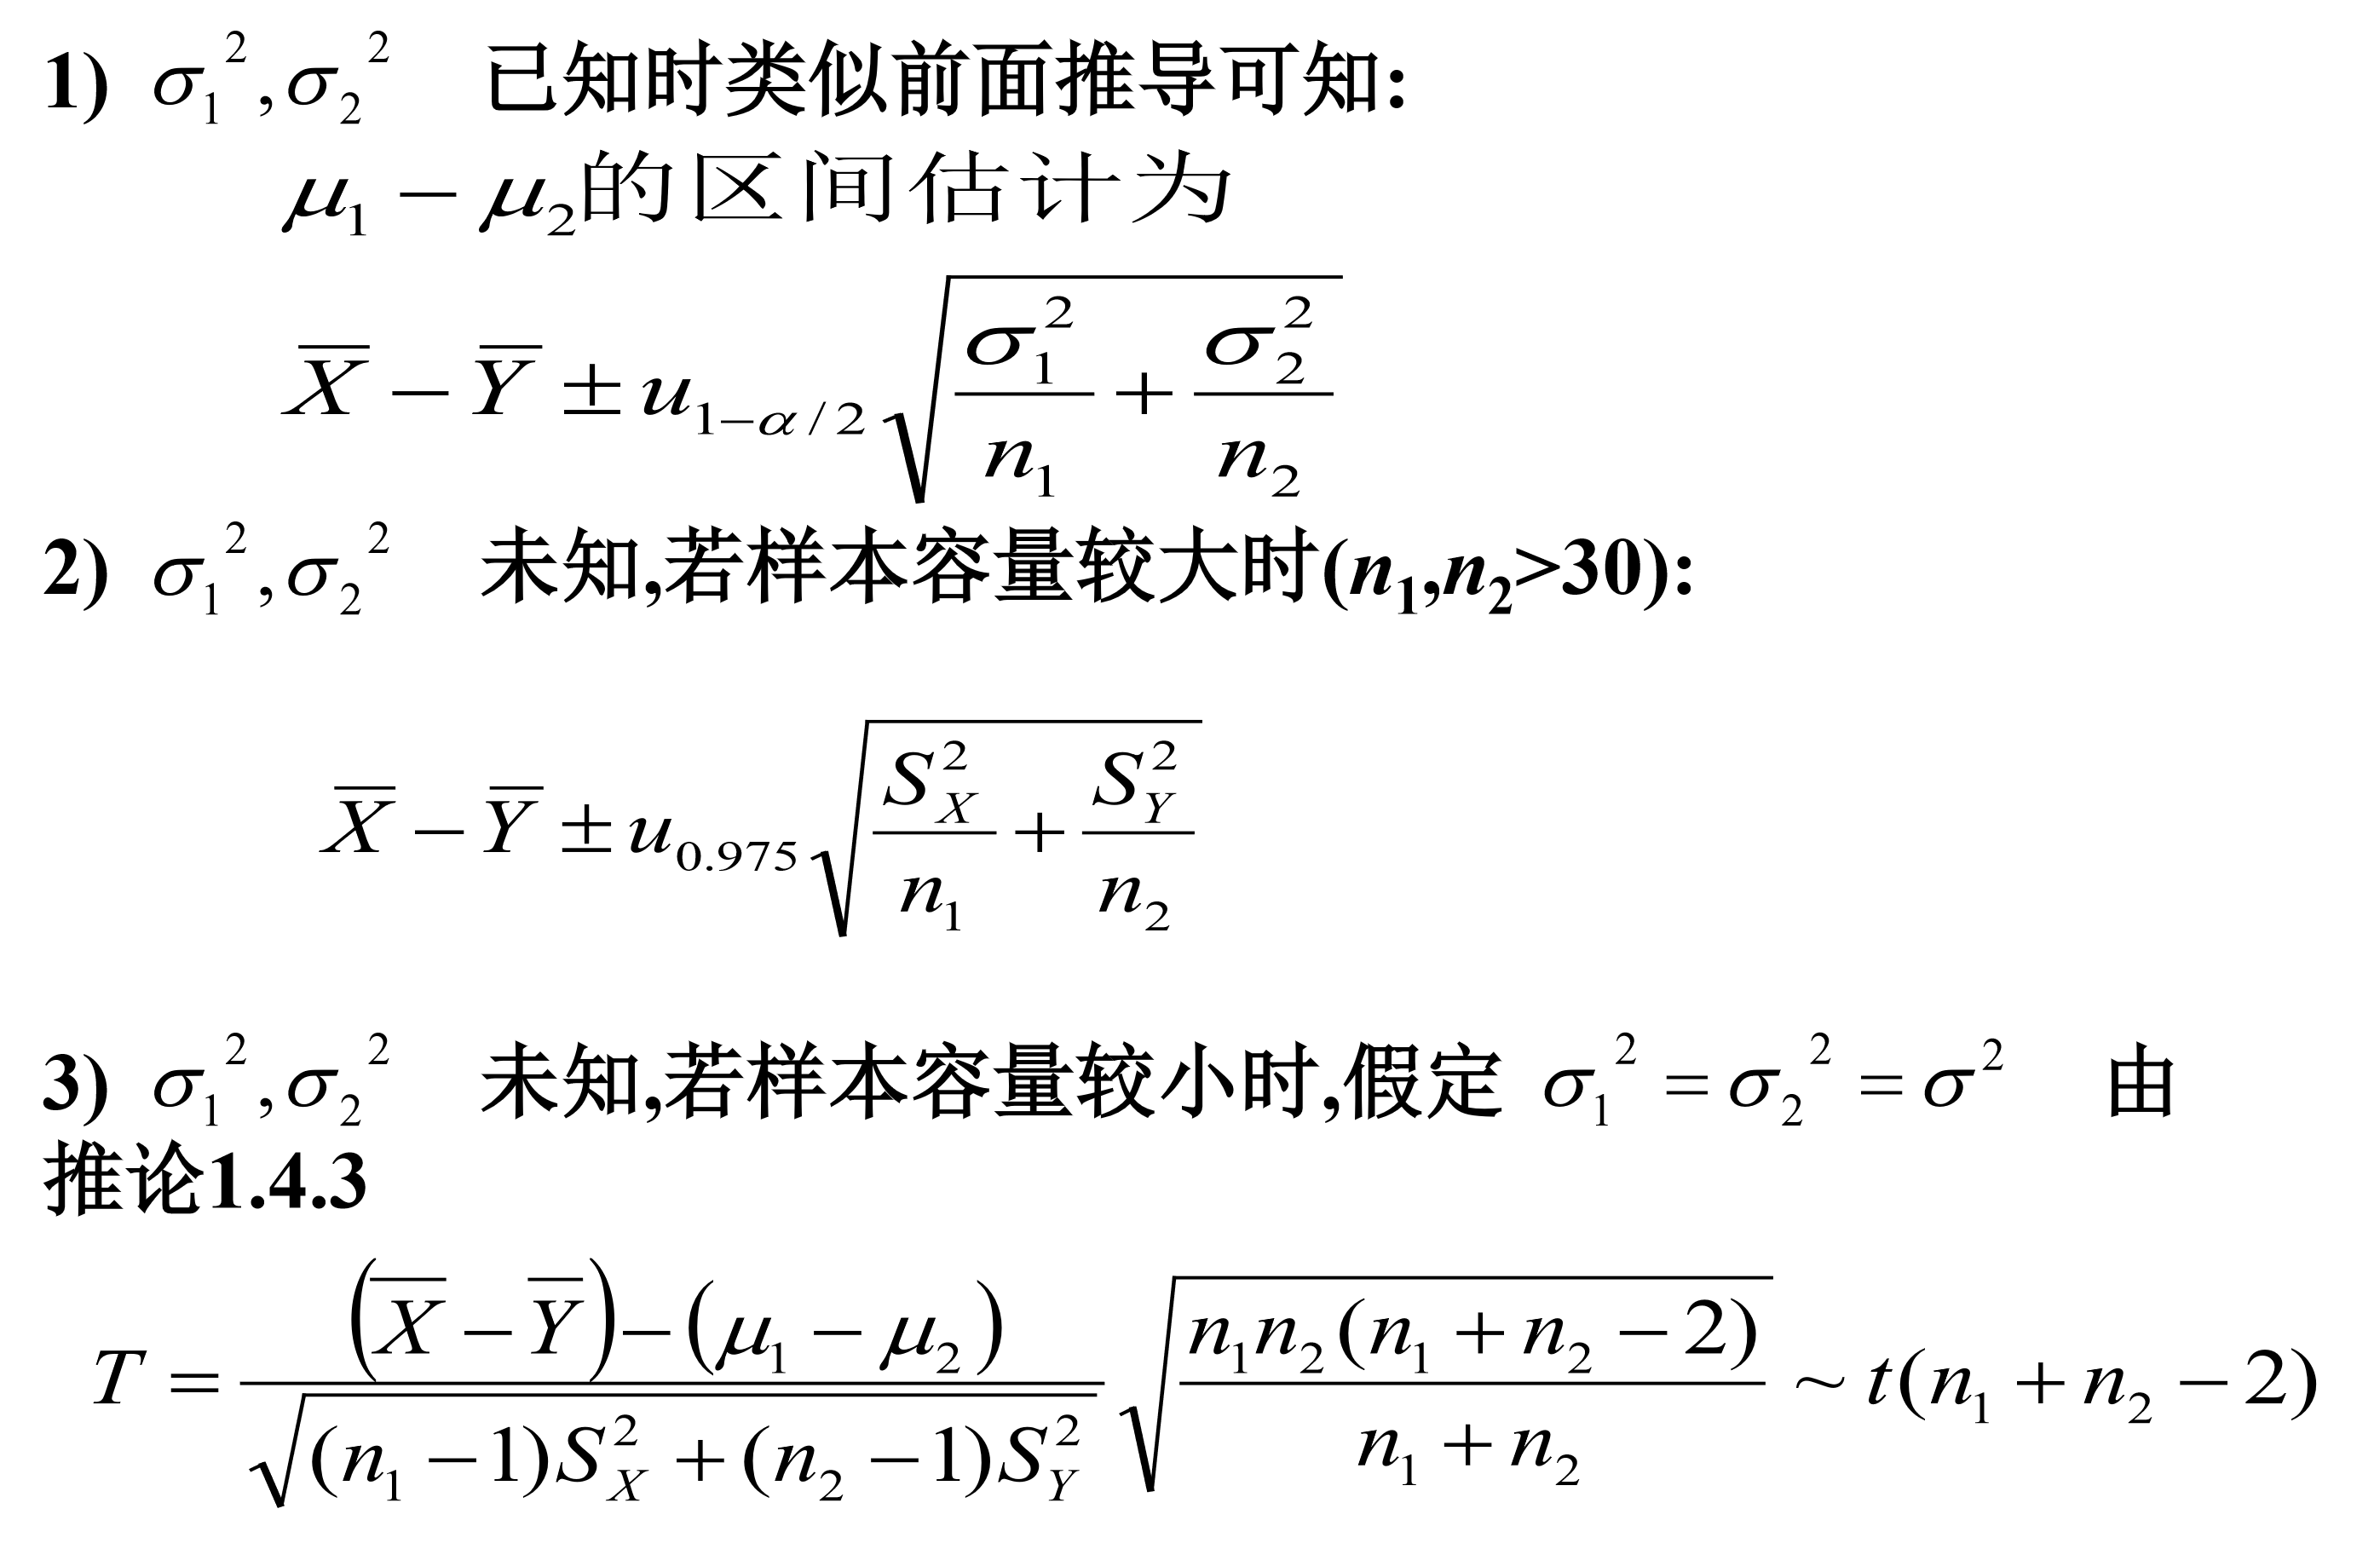 1) $\sigma_1^2, \sigma_2^2$ 已知时类似前面推导可知:
$\mu_1 - \mu_2$的区间估计为
$\overline{X} - \overline{Y} \pm u_{1-\alpha/2} \sqrt{\frac{\sigma_1^2}{n_1} + \frac{\sigma_2^2}{n_2}}$
2) $\sigma_1^2, \sigma_2^2$ 未知,若样本容量较大时($n_1,n_2$>30):
$\overline{X} - \overline{Y} \pm u_{0.975} \sqrt{\frac{S_X^2}{n_1} + \frac{S_Y^2}{n_2}}$
3) $\sigma_1^2, \sigma_2^2$ 未知,若样本容量较小时,假定 $\sigma_1^2 = \sigma_2^2 = \sigma^2$ 由
推论1.4.3
$T = \frac{(\overline{X} - \overline{Y}) - (\mu_1 - \mu_2)}{\sqrt{(n_1 - 1)S_X^2 + (n_2 - 1)S_Y^2}} \sqrt{\frac{n_1 n_2 (n_1 + n_2 - 2)}{n_1 + n_2}} \sim t(n_1 + n_2 - 2)$